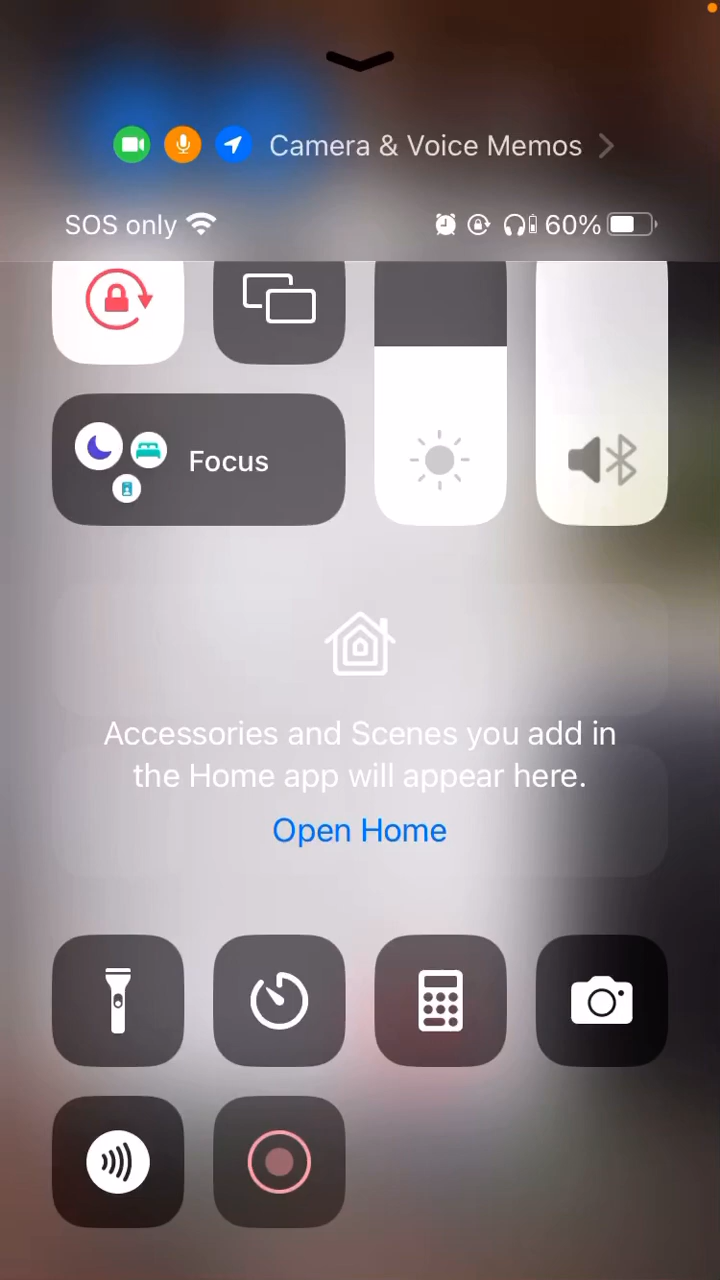 Camera & Voice Memos
SOS only 60%
Focus
Accessories and Scenes you add in
the Home app will appear here.
Open Home